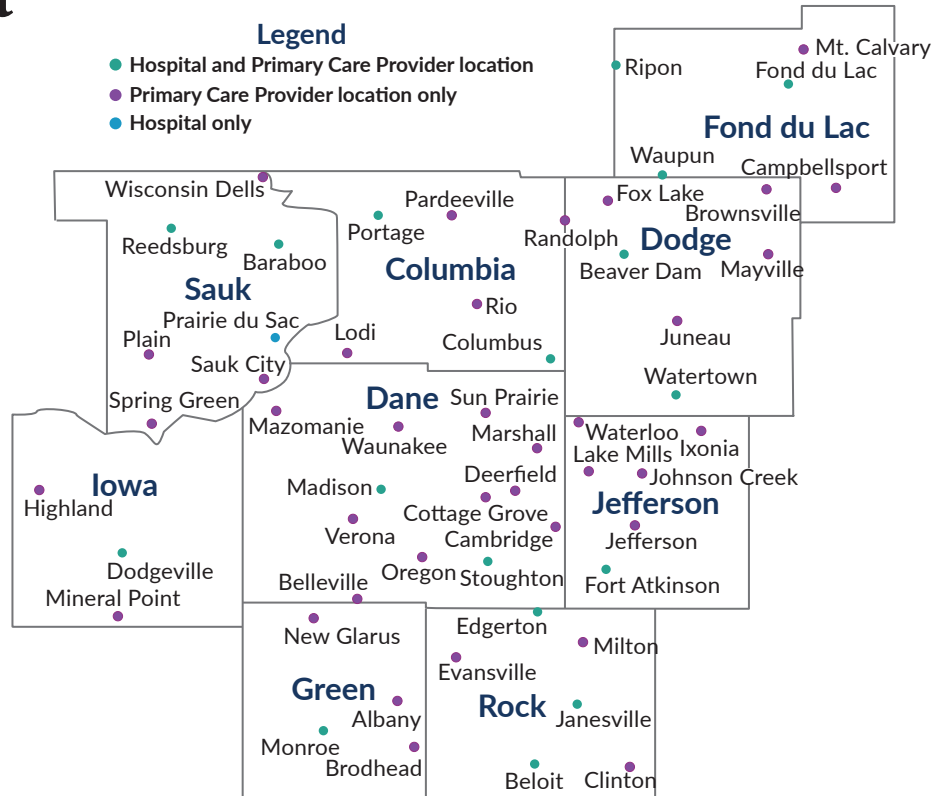 Legend
Hospital and Primary Care Provider location
Primary Care Provider location only
Hospital only
Mt. Calvary
Ripon
Fond du Lac
Fond du Lac
Waupun
Campbellsport
Wisconsin Dells
Pardeeville
Fox Lake
Brownsville
Reedsburg
Portage
Randolph
Dodge
Baraboo
Columbia
Beaver Dam
Mayville
Sauk
Rio
Prairie du Sac
Plain
Lodi
Columbus
Juneau
Sauk City
Watertown
Spring Green
Dane
Sun Prairie
Mazomanie
Waunakee
Marshall
Waterloo
Ixonia
Lake Mills
Iowa
Madison
Deerfield
Johnson Creek
Highland
Cottage Grove
Jefferson
Verona
Cambridge
Jefferson
Dodgeville
Oregon
Stoughton
Fort Atkinson
Belleville
Mineral Point
New Glarus
Edgerton
Milton
Evansville
Green
Rock
Albany
Janesville
Monroe
Brodhead
Beloit
Clinton